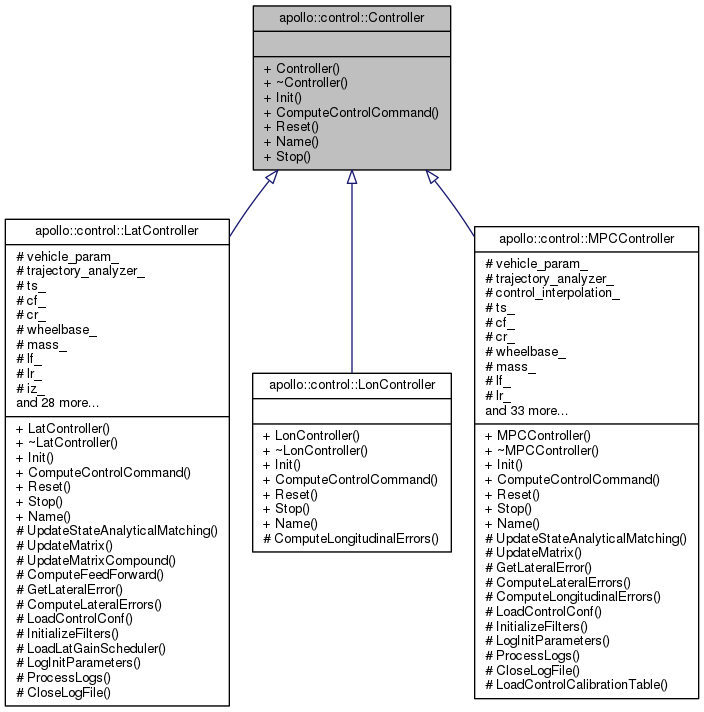 apollo::control::Controller
+ Controller()
+ ~Controller()
+ Init()
+ ComputeControlCommand()
+ Reset()
+ Name()
+ Stop()
apollo::control::LatController
# vehicle_param_
# trajectory_analyzer_
# ts_
# cf_
# cr_
# wheelbase_
# mass_
# lf_
# lr_
# iz_
and 28 more...
+ LatController()
+ ~LatController()
+ Init()
+ ComputeControlCommand()
+ Reset()
+ Stop()
+ Name()
# UpdateStateAnalyticalMatching()
# UpdateMatrix()
# UpdateMatrixCompound()
# ComputeFeedForward()
# GetLateralError()
# ComputeLateralErrors()
# LoadControlConf()
# InitializeFilters()
# LoadLatGainScheduler()
# LogInitParameters()
# ProcessLogs()
# CloseLogFile()
apollo::control::LonController
+ LonController()
+ ~LonController()
+ Init()
+ ComputeControlCommand()
+ Reset()
+ Stop()
+ Name()
# ComputeLongitudinalErrors()
apollo::control::MPCController
# vehicle_param_
# trajectory_analyzer_
# control_interpolation_
# ts_
# cf_
# cr_
# wheelbase_
# mass_
# lf_
# lr_
and 33 more...
+ MPCController()
+ ~MPCController()
+ Init()
+ ComputeControlCommand()
+ Reset()
+ Stop()
+ Name()
# UpdateStateAnalyticalMatching()
# UpdateMatrix()
# GetLateralError()
# ComputeLateralErrors()
# ComputeLongitudinalErrors()
# LoadControlConf()
# InitializeFilters()
# LogInitParameters()
# ProcessLogs()
# CloseLogFile()
# LoadControlCalibrationTable()